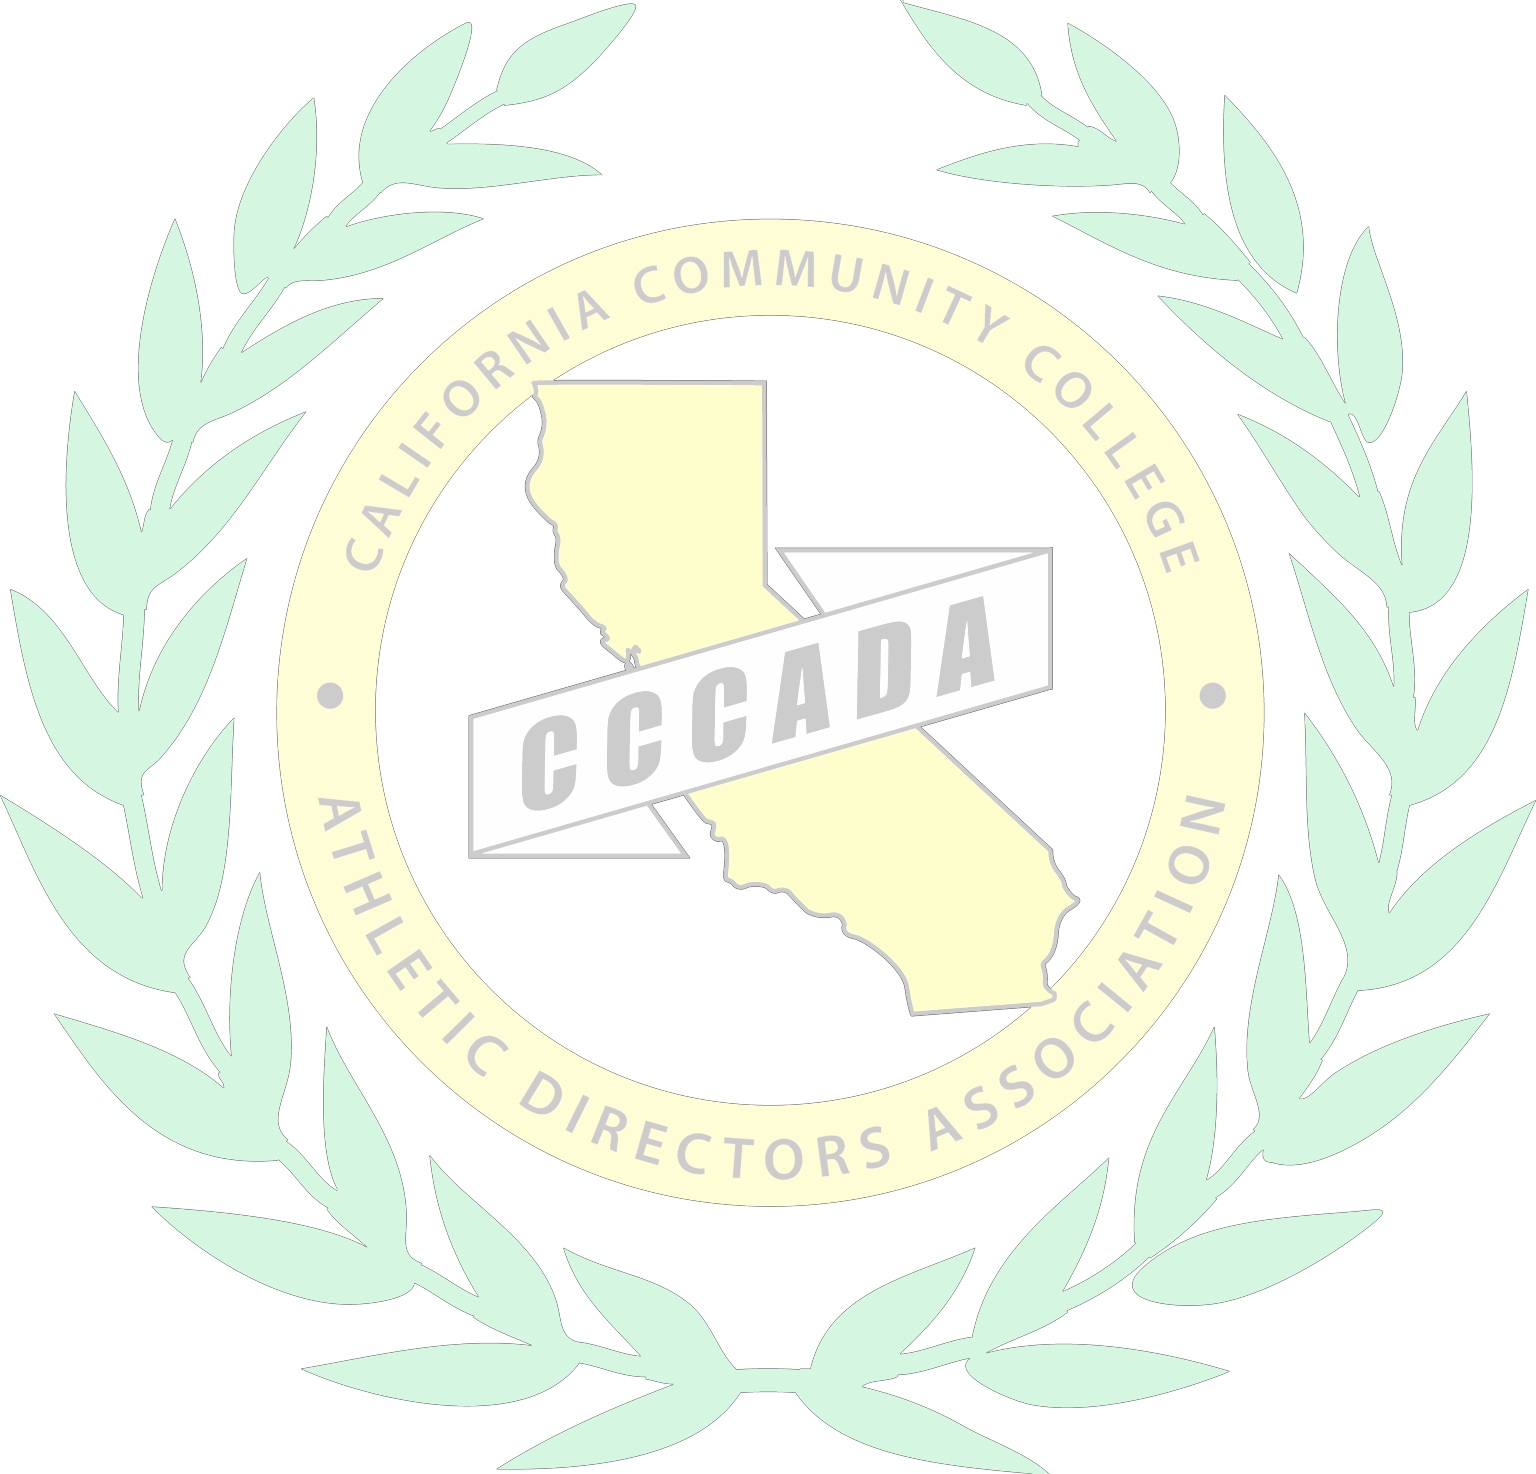 CALIFORNIA COMMUNITY COLLEGE
CCCADA
ATHLETIC DIRECTORS ASSOCIATION